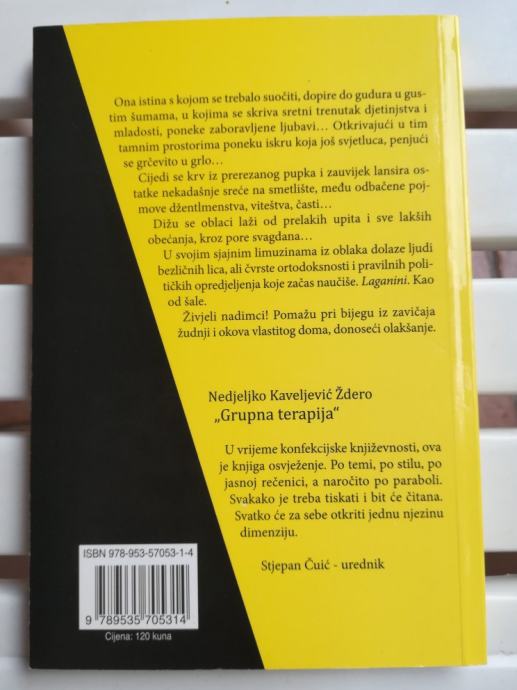 Ona istina s kojom se trebalo suočiti, dopire do gudura u gus-
tim šumama, u kojima se skriva sretni trenutak djetinjstva i
mladosti, poneke zaboravljene ljubavi... Otkrivajući u tim
tamnim prostorima poneku iskru koja još svjetluca, penjući
se grčevito u grlo...
Cijedi se krv iz prerezanog pupka i zauvijek lansira os-
tatke nekadašnje sreće na smetlište, među odbačene poj-
move džentlmenstva, viteštva, časti...
Dižu se oblaci laži od prelakih upita i sve lakših
obećanja, kroz pore svagdana...
U svojim sjajnim limuzinama iz oblaka dolaze ljudi
bezličnih lica, ali čvrste ortodoksnosti i pravilnih poli-
tičkih opredjeljenja koje začas naučiše. Laganini. Kao
od šale.
Živjeli nadimci! Pomažu pri bijegu iz zavičaja
žudnji i okova vlastitog doma, donoseći olakšanje.
Nedjeljko Kaveljević Ždero
„Grupna terapija“
U vrijeme konfekcijske književnosti, ova
je knjiga osvježenje. Po temi, po stilu, po
jasnoj rečenici, a naročito po paraboli.
Svakako je treba tiskati i bit će čitana.
Svatko će za sebe otkriti jednu njezinu
dimenziju.
Stjepan Čuić - urednik
ISBN 978-953-57053-1-4
9 789535 705314
Cijena: 120 kuna